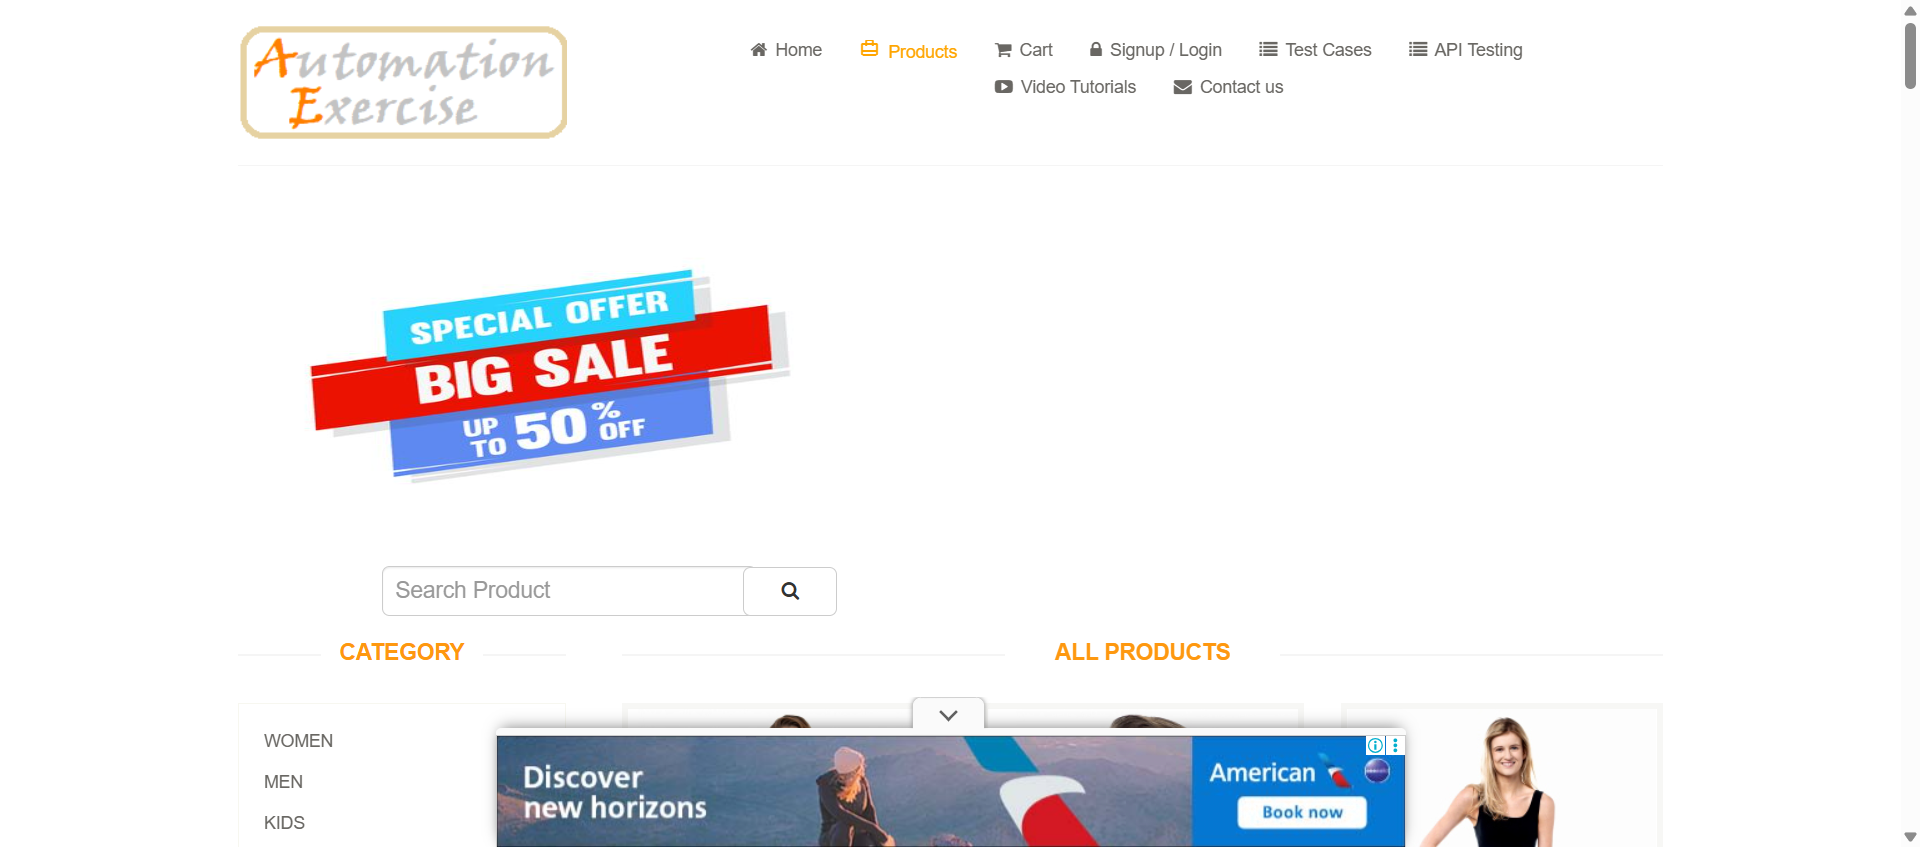 Automation
Exercise
Home
Products
Cart
Signup / Login
Test Cases
API Testing
Video Tutorials
Contact us
SPECIAL OFFER
BIG SALE
UP TO 50% OFF
Search Product
CATEGORY
ALL PRODUCTS
WOMEN
MEN
KIDS
Discover
new horizons
American
Book now